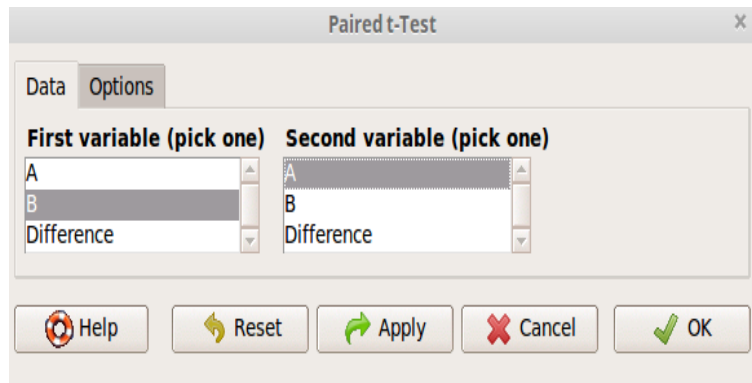 Paired t-Test x
Data Options
First variable (pick one) Second variable (pick one)
A A
B B
Difference Difference
Help Reset Apply Cancel OK